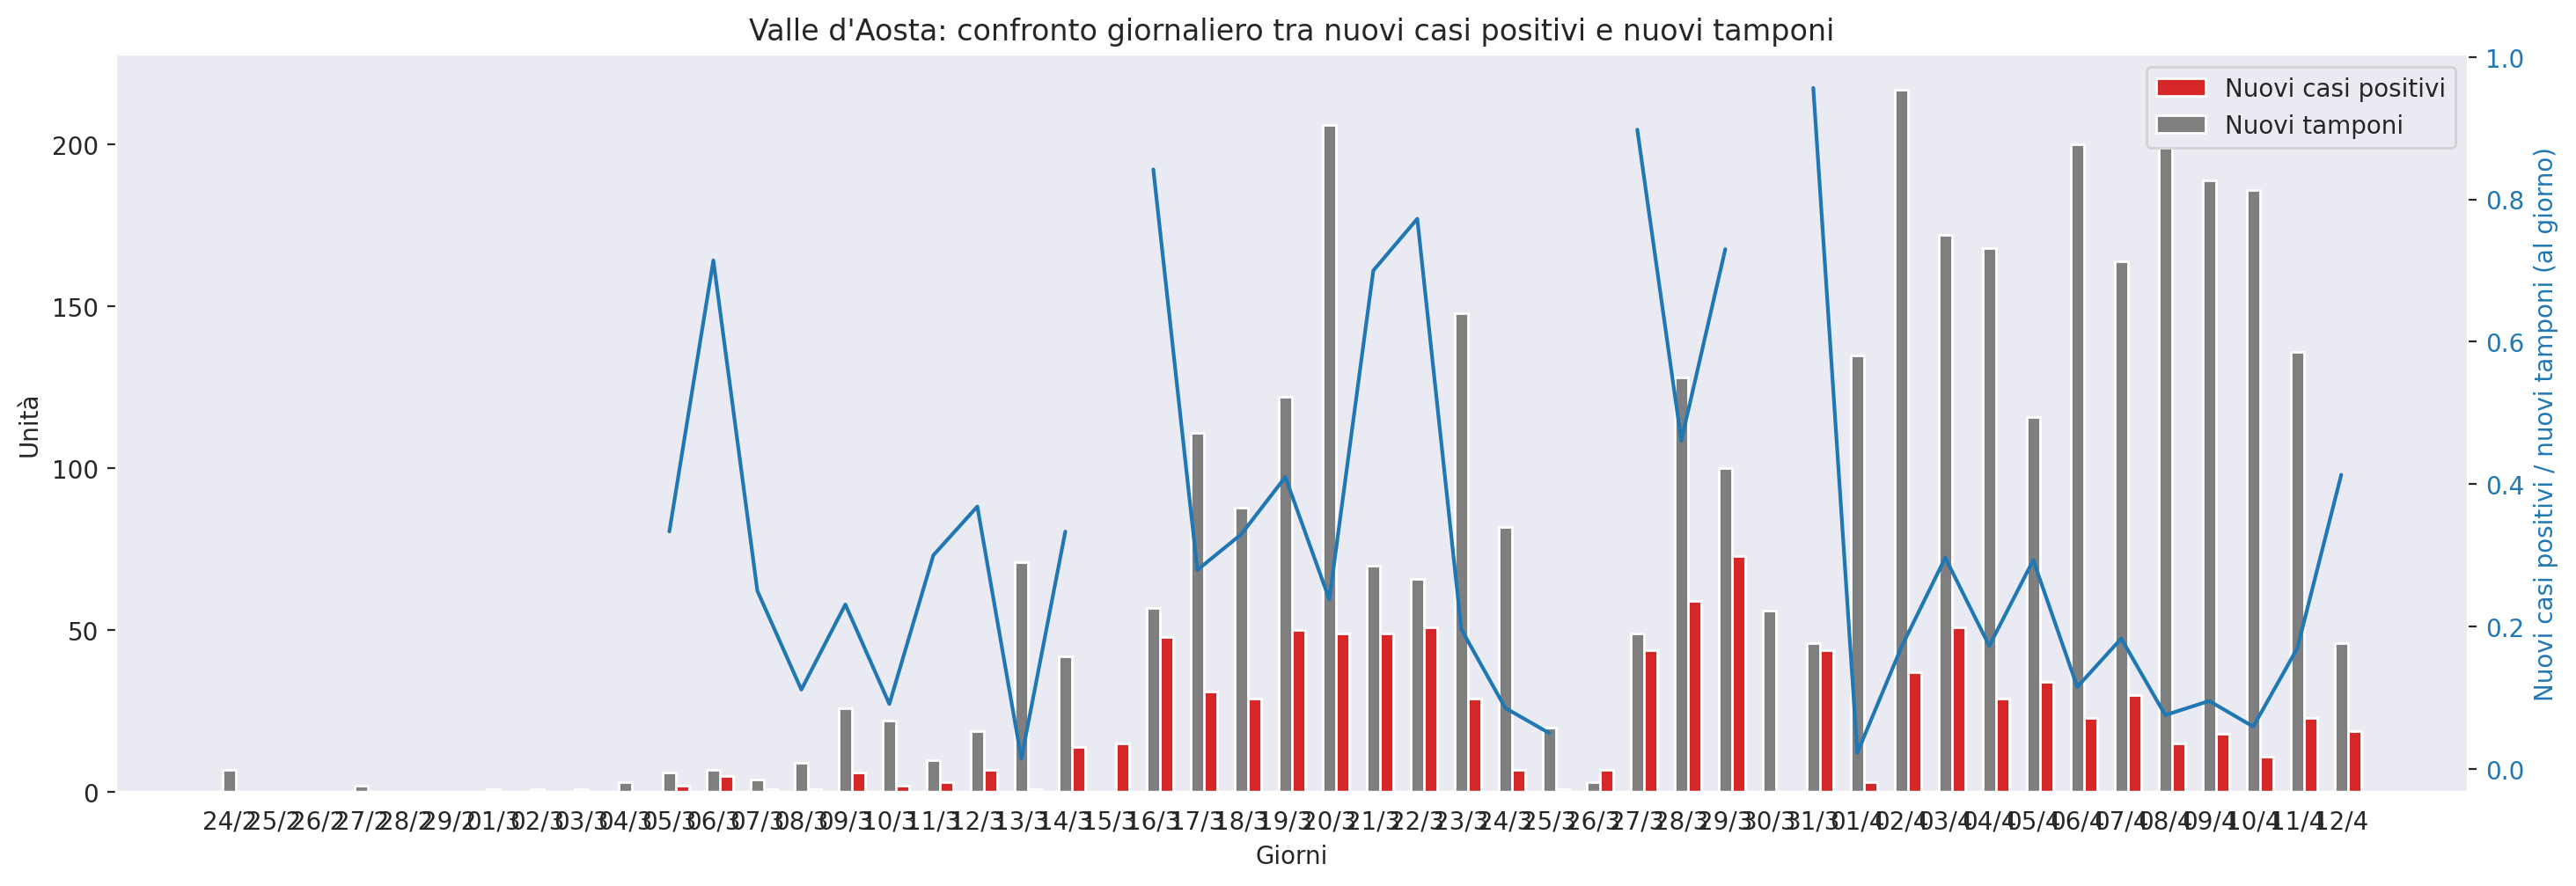 Valle d'Aosta: confronto giornaliero tra nuovi casi positivi e nuovi tamponi
Nuovi casi positivi
Nuovi tamponi
Unità
200
150
100
50
0
1.0
0.8
0.6
0.4
0.2
0.0
Nuovi casi positivi / nuovi tamponi (al giorno)
24/2 25/2 26/2 27/2 28/2 29/2 01/3 02/3 03/3 04/3 05/3 06/3 07/3 08/3 09/3 10/3 11/3 12/3 13/3 14/3 15/3 16/3 17/3 18/3 19/3 20/3 21/3 22/3 23/3 24/3 25/3 26/3 27/3 28/3 29/3 30/3 31/3 01/4 02/4 03/4 04/4 05/4 06/4 07/4 08/4 09/4 10/4 11/4 12/4
Giorni